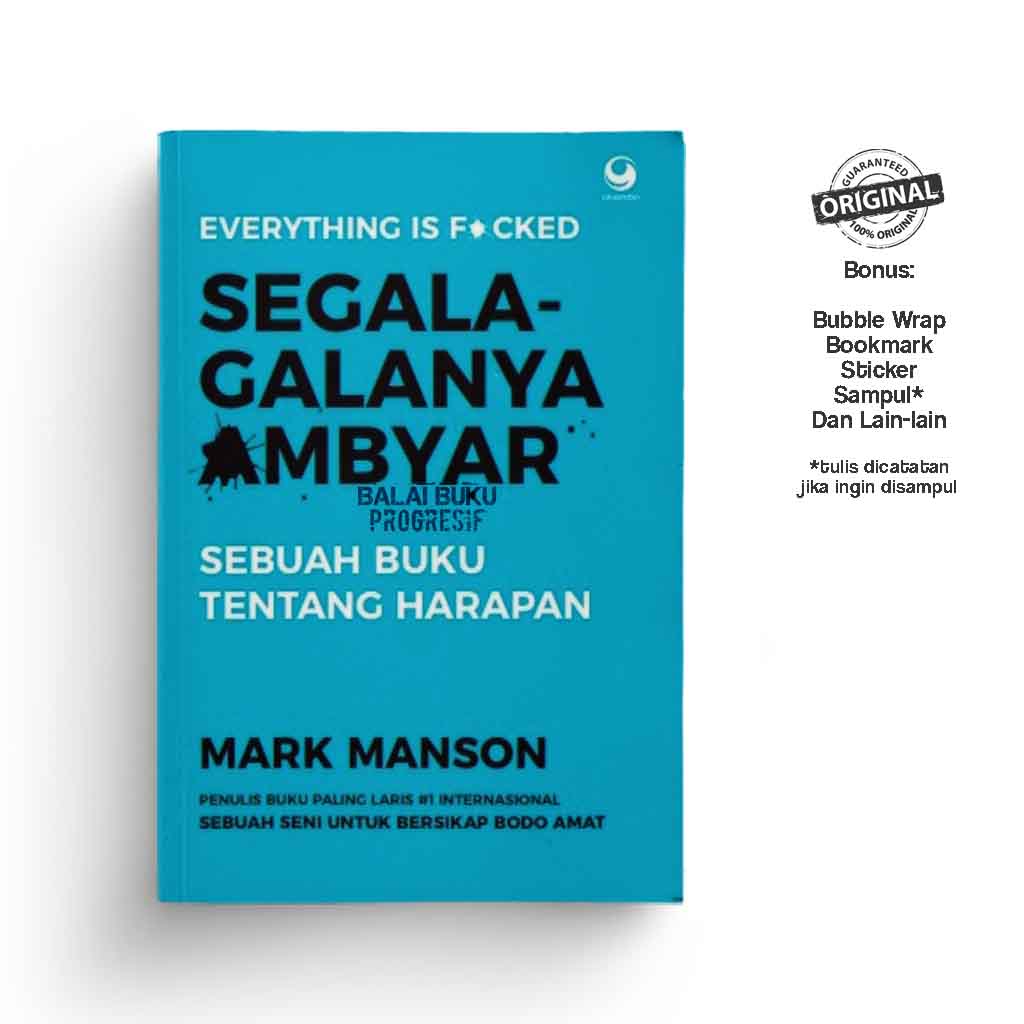 EVERYTHING IS F*CKED
SEGALA-
GALANYA
AMBYAR
BALAI BUKU
PROGRESIF
SEBUAH BUKU
TENTANG HARAPAN
MARK MANSON
PENULIS BUKU PALING LARIS #1 INTERNASIONAL
SEBUAH SENI UNTUK BERSIKAP BODO AMAT
GUARANTEED
ORIGINAL
100% ORIGINAL
Bonus:
Bubble Wrap
Bookmark
Sticker
Sampul*
Dan Lain-lain
*tulis dicatatan
jika ingin disampul